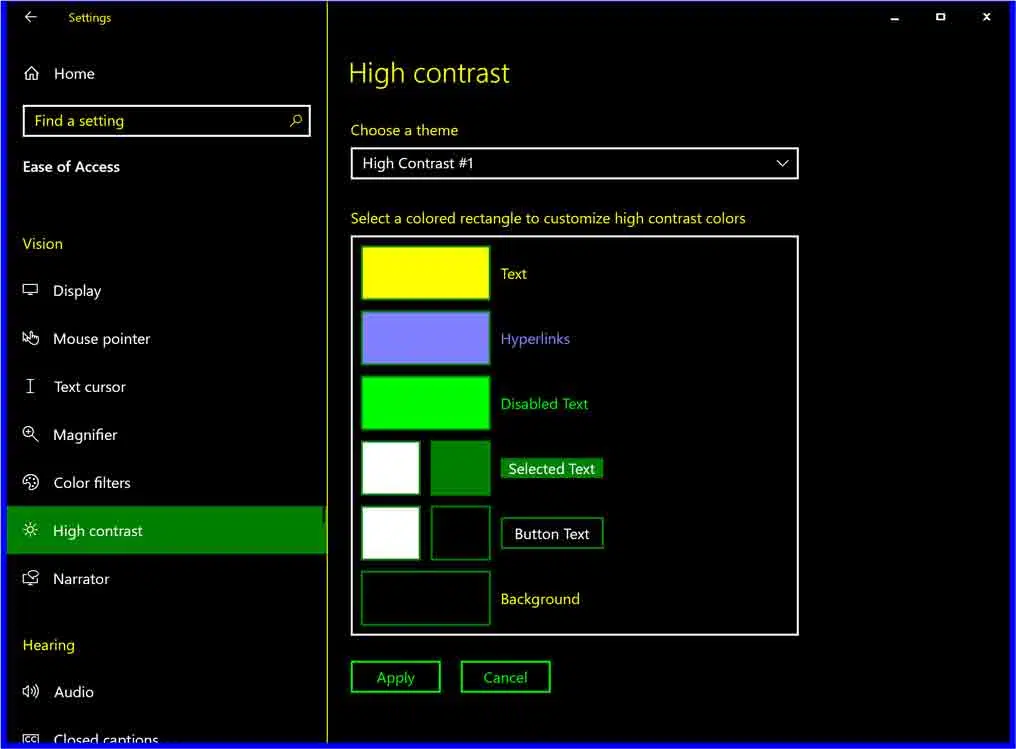 Settings
Home
Find a setting
Ease of Access
Vision
Display
Mouse pointer
Text cursor
Magnifier
Color filters
High contrast
Narrator
Hearing
Audio
Closed captions
High contrast
Choose a theme
High Contrast #1
Select a colored rectangle to customize high contrast colors
Text
Hyperlinks
Disabled Text
Selected Text
Button Text
Background
Apply Cancel